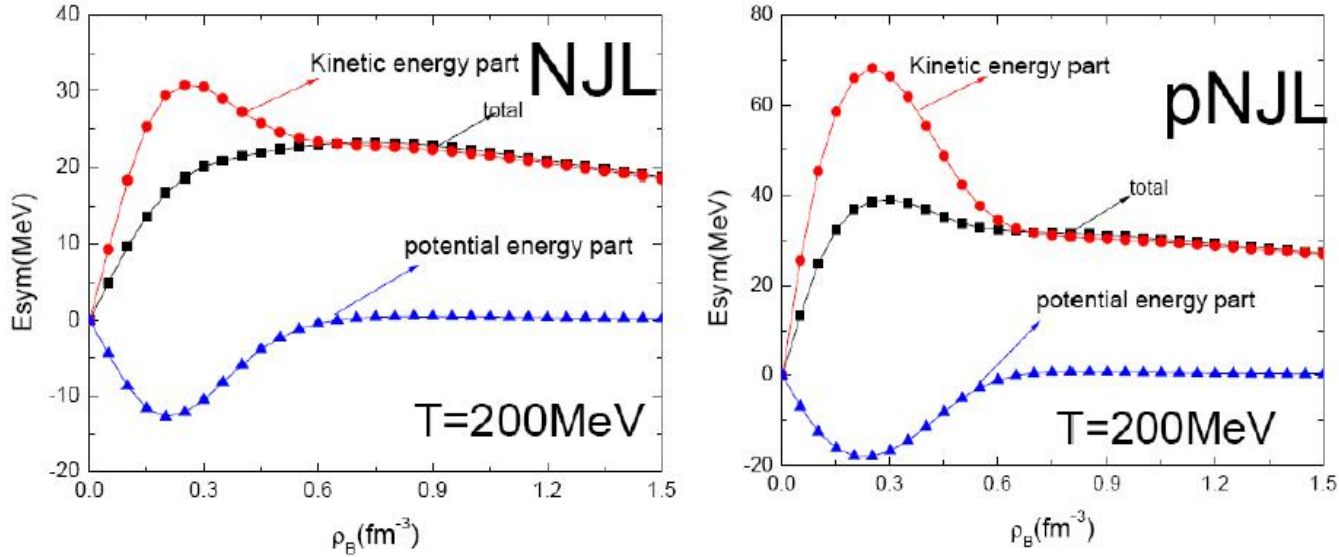 40
30
20
10
0
-10
-20
Esym(MeV)
Kinetic energy part
NJL
total
potential energy part
T=200MeV
0.0 0.3 0.6 0.9 1.2 1.5
ρB(fm-3)
80
60
40
20
0
-20
Esym(MeV)
Kinetic energy part
pNJL
total
potential energy part
T=200MeV
0.0 0.3 0.6 0.9 1.2 1.5
ρB(fm-3)